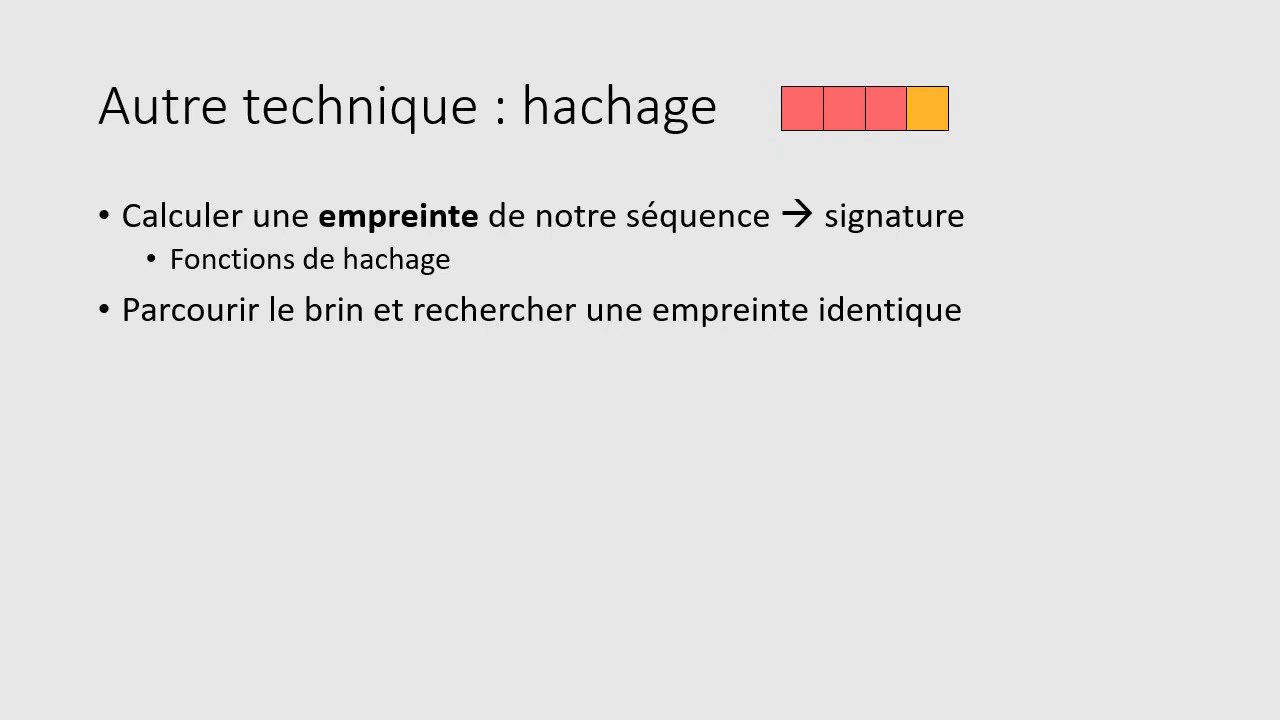 Autre technique : hachage
• Calculer une empreinte de notre séquence → signature
• Fonctions de hachage
• Parcourir le brin et rechercher une empreinte identique